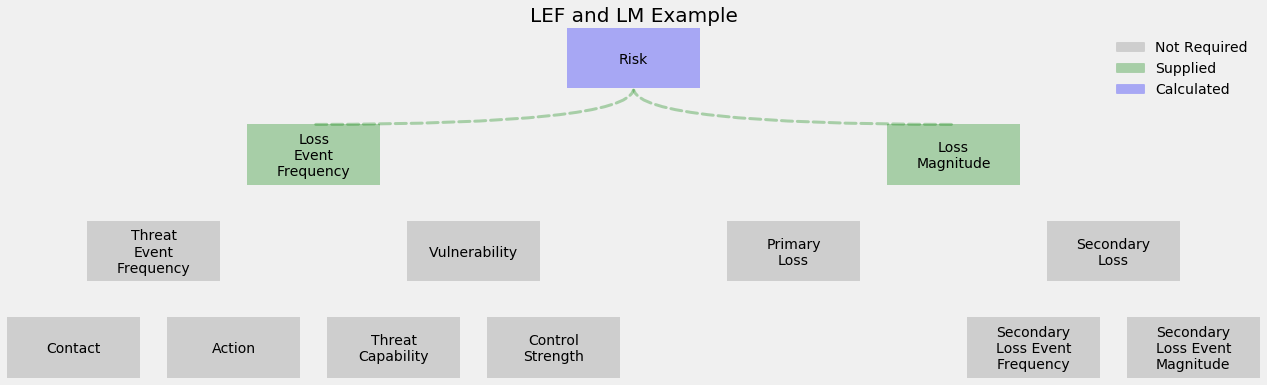 LEF and LM Example
Risk
Not Required
Supplied
Calculated
Loss
Event
Frequency
Loss
Magnitude
Threat
Event
Frequency
Vulnerability
Primary
Loss
Secondary
Loss
Contact
Action
Threat
Capability
Control
Strength
Secondary
Loss Event
Frequency
Secondary
Loss Event
Magnitude